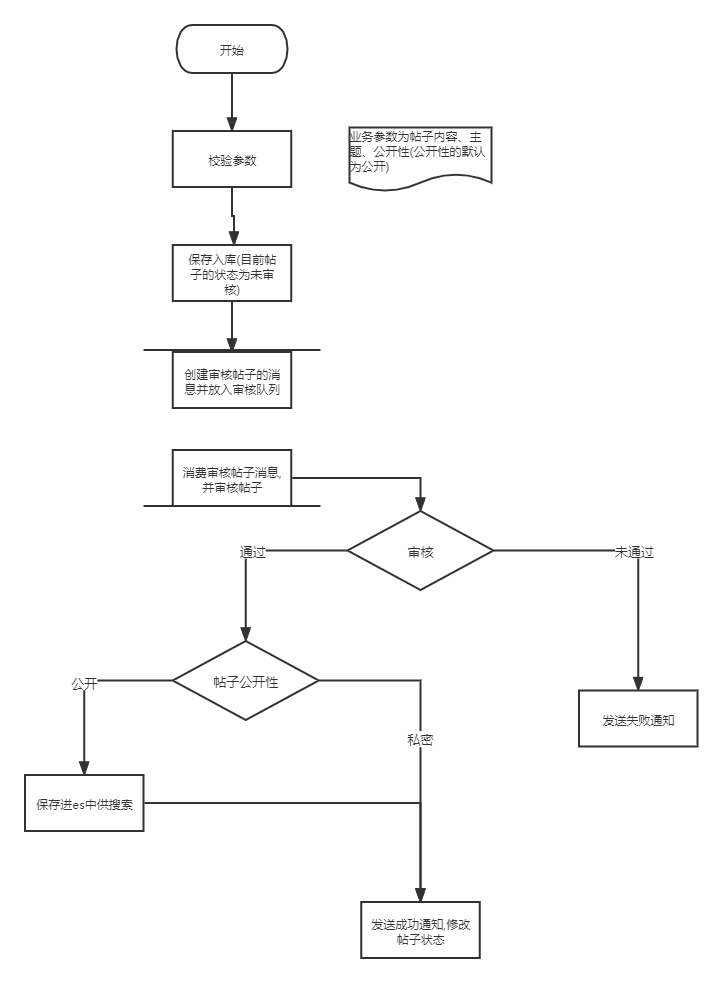 开始
校验参数
业务参数为帖子内容、主
题、公开性(公开性的默认
为公开)
保存入库(目前帖
子的状态为未审
核)
创建审核帖子的消
息并放入审核队列
消费审核帖子消息,
并审核帖子
审核
通过
未通过
帖子公开性
公开
私密
发送失败通知
保存进es中供搜索
发送成功通知,修改
帖子状态